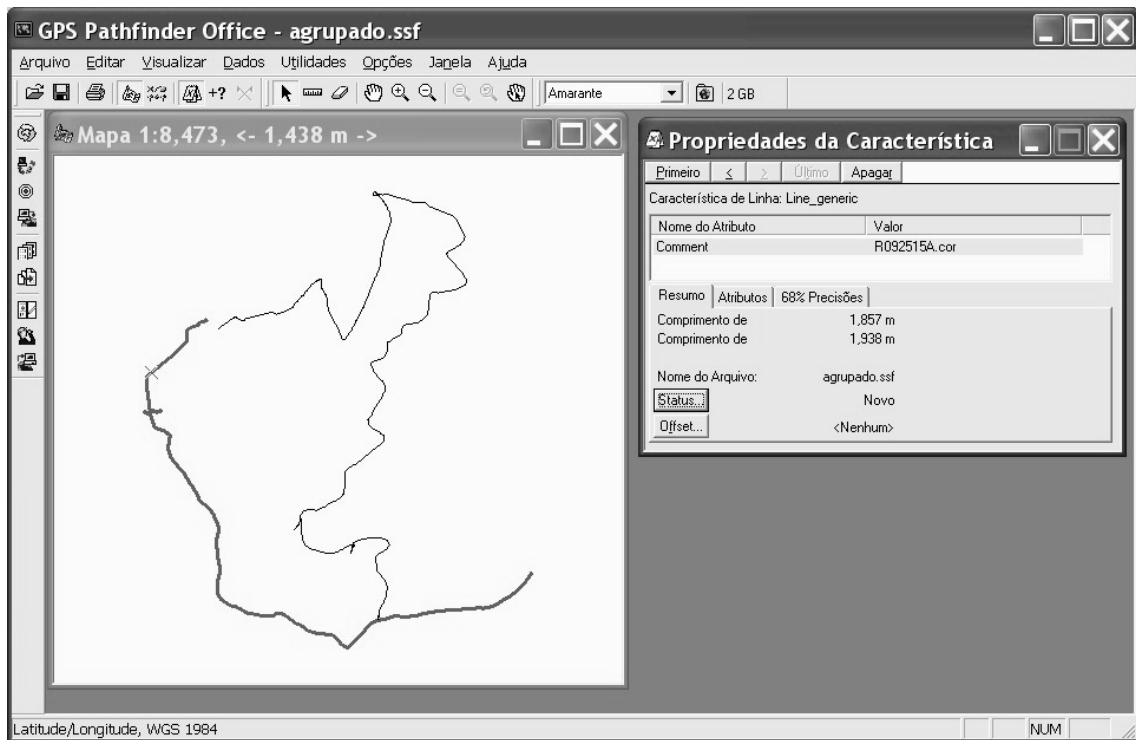 GPS Pathfinder Office - agrupado.ssf
Arquivo Editar Visualizar Dados Utilidades Opções Janela Ajuda
+? Amarante 2 GB
Mapa 1:8,473, <- 1,438 m ->
Propriedades da Característica
Primeiro < > Último Apagar
Característica de Linha: Line_generic
Nome do Atributo Valor
Comment R092515A.cor
Resumo Atributos 68% Precisões
Comprimento de 1,857 m
Comprimento de 1,938 m
Nome do Arquivo: agrupado.ssf
Status... Novo
Offset... <Nenhum>
Latitude/Longitude, WGS 1984 NUM